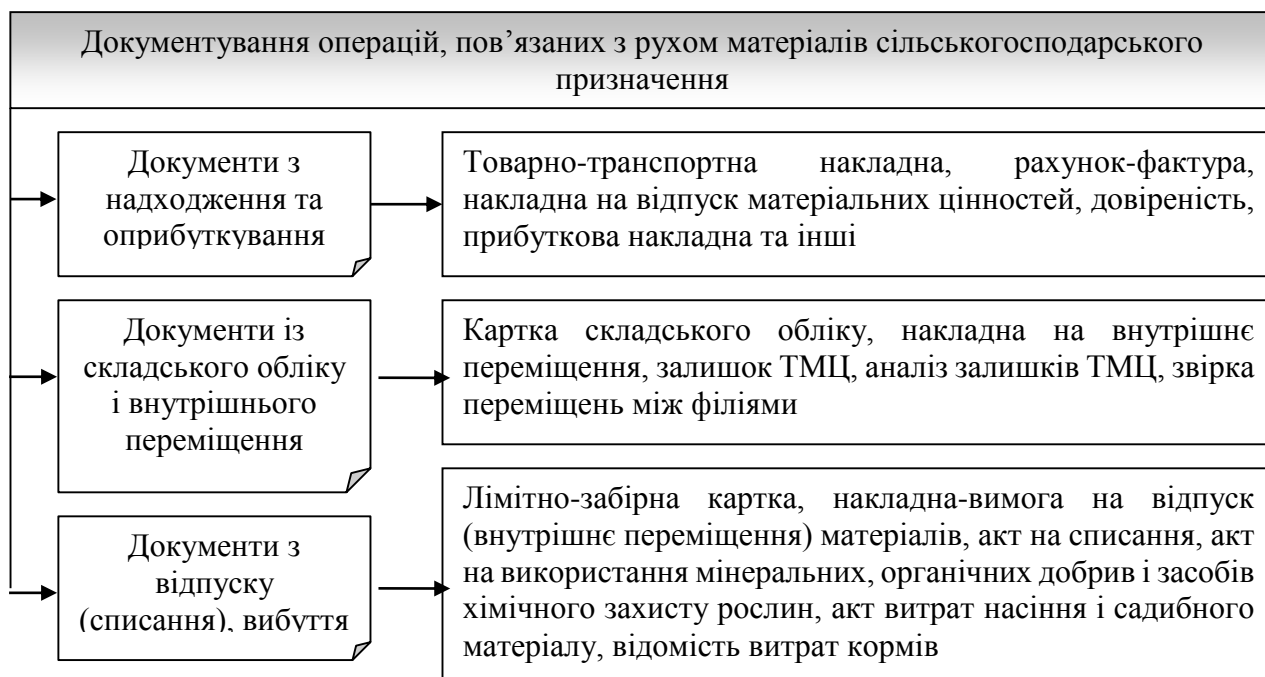 Документування операцій, пов’язаних з рухом матеріалів сільськогосподарського
призначення
Документи з
надходження та
оприбуткування
Товарно-транспортна накладна, рахунок-фактура,
накладна на відпуск матеріальних цінностей, довіреність,
прибуткова накладна та інші
Документи із
складського обліку
і внутрішнього
переміщення
Картка складського обліку, накладна на внутрішнє
переміщення, залишок ТМЦ, аналіз залишків ТМЦ, звірка
переміщень між філіями
Документи з
відпуску
(списання), вибуття
Лімітно-забірна картка, накладна-вимога на відпуск
(внутрішнє переміщення) матеріалів, акт на списання, акт
на використання мінеральних, органічних добрив і засобів
хімічного захисту рослин, акт витрат насіння і садибного
матеріалу, відомість витрат кормів